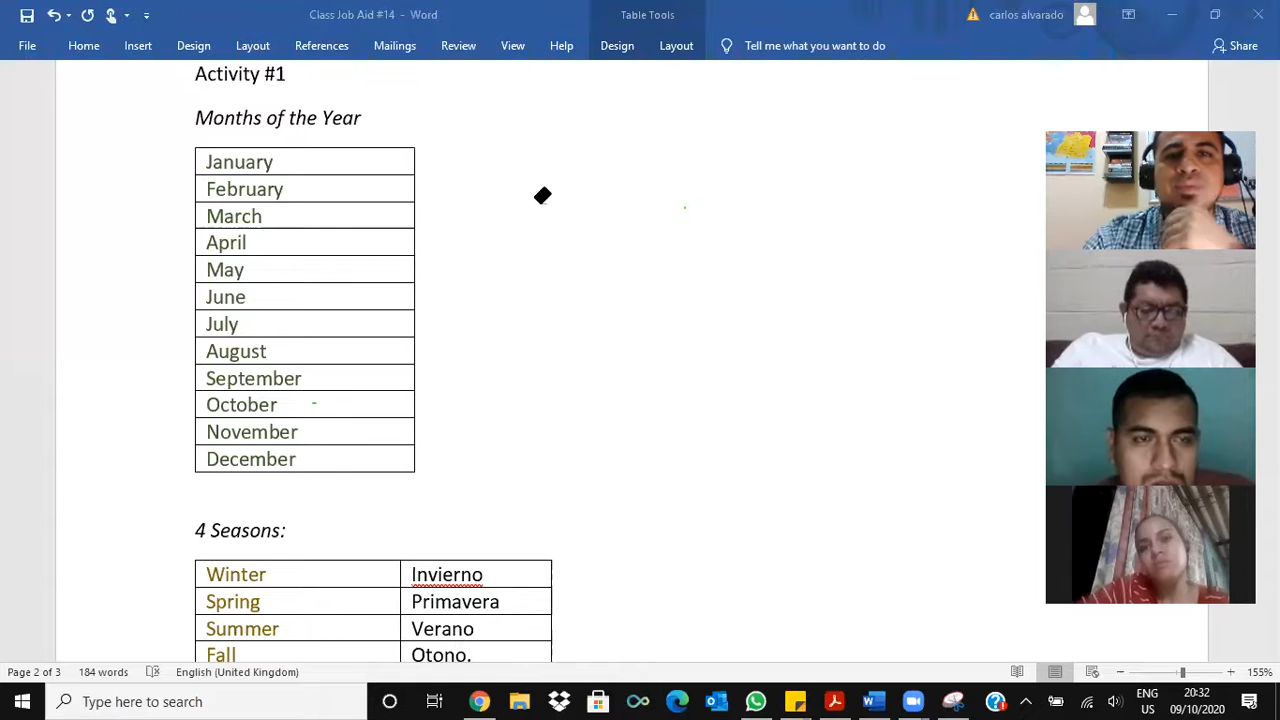 Class Job Aid #14 - Word
Table Tools
carlos alvarado
File Home Insert Design Layout References Mailings Review View Help Design Layout Tell me what you want to do Share
Activity #1
Months of the Year
January
February
March
April
May
June
July
August
September
October
November
December
4 Seasons:
Winter Invierno
Spring Primavera
Summer Verano
Fall Otono.
Page 2 of 3 184 words English (United Kingdom) 155%
Type here to search
ENG 20:32
US 09/10/2020